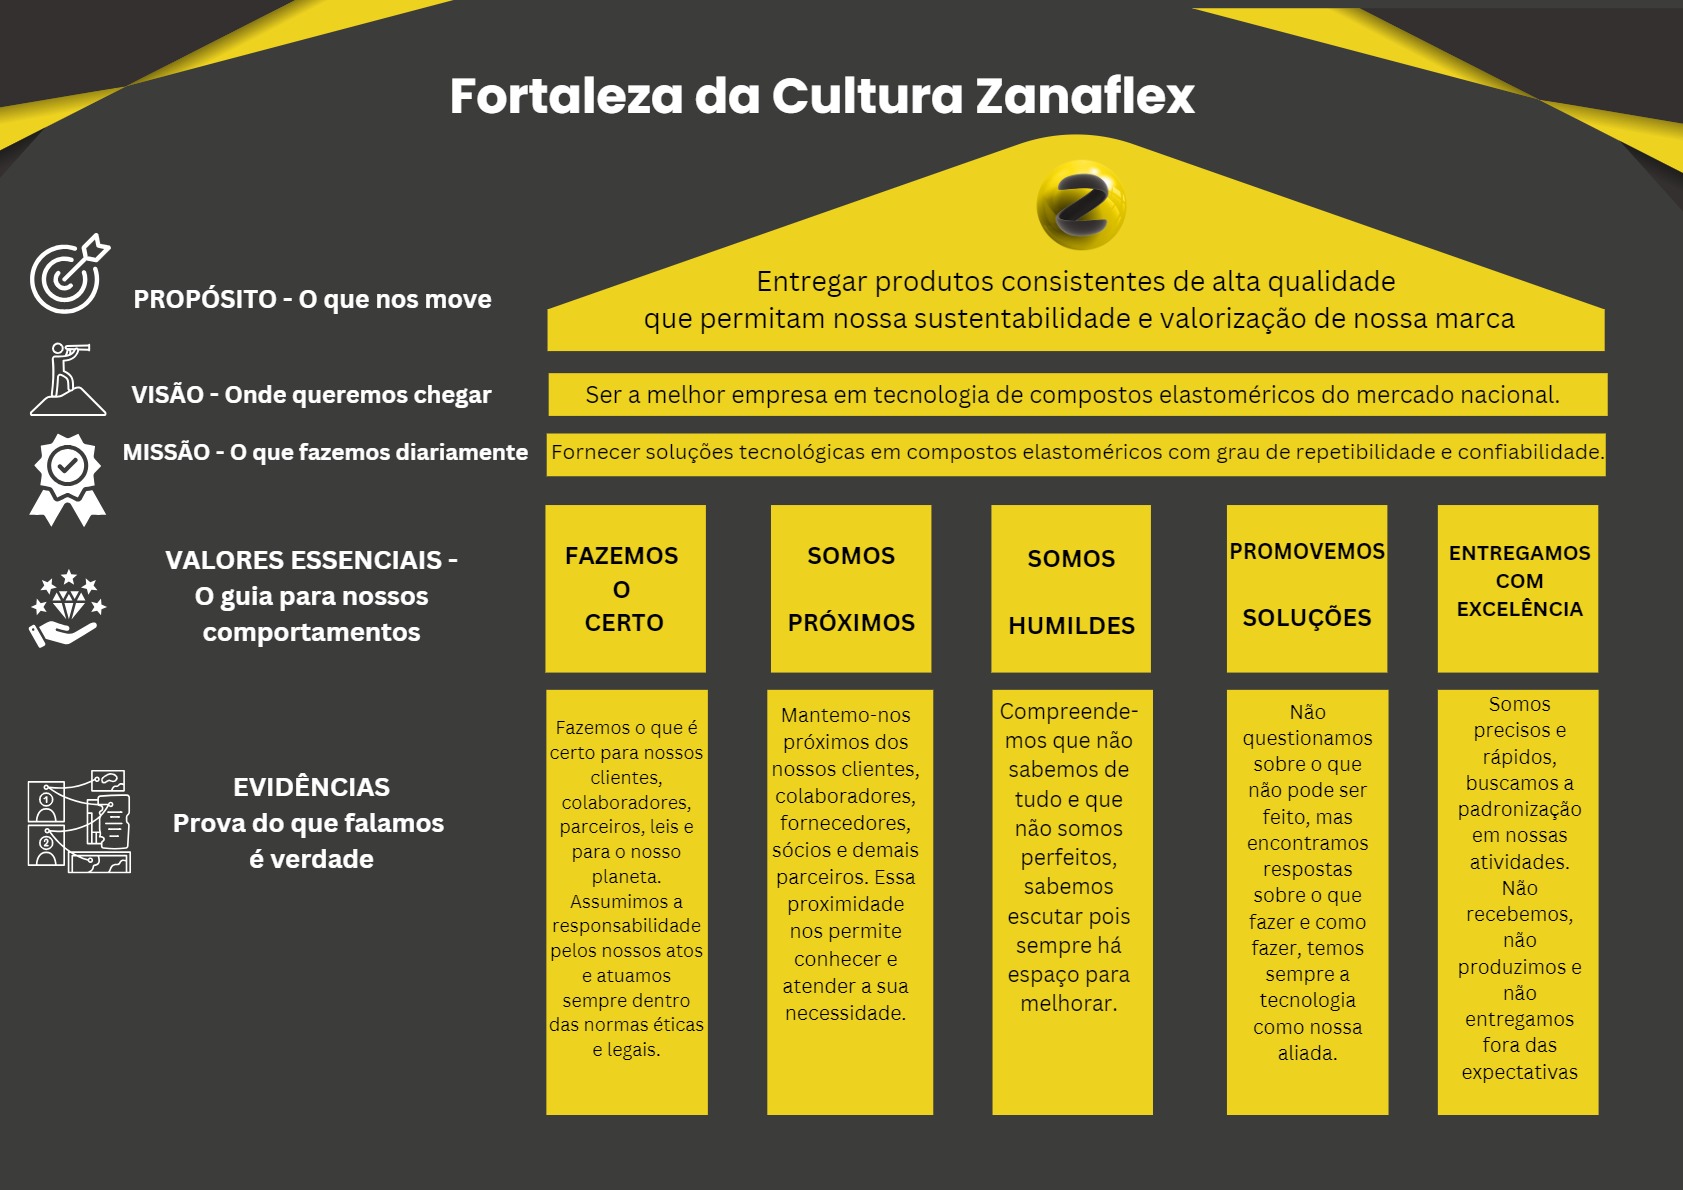 Fortaleza da Cultura Zanaflex
Z
Entregar produtos consistentes de alta qualidade
que permitam nossa sustentabilidade e valorização de nossa marca
PROPÓSITO - O que nos move
VISÃO - Onde queremos chegar
Ser a melhor empresa em tecnologia de compostos elastoméricos do mercado nacional.
MISSÃO - O que fazemos diariamente
Fornecer soluções tecnológicas em compostos elastoméricos com grau de repetibilidade e confiabilidade.
VALORES ESSENCIAIS -
O guia para nossos
comportamentos
FAZEMOS
O
CERTO
SOMOS
PRÓXIMOS
SOMOS
HUMILDES
PROMOVEMOS
SOLUÇÕES
ENTREGAMOS
COM
EXCELÊNCIA
EVIDÊNCIAS
Prova do que falamos
é verdade
1
2
Fazemos o que é
certo para nossos
clientes,
colaboradores,
parceiros, leis e
para o nosso
planeta.
Assumimos a
responsabilidade
pelos nossos atos
e atuamos
sempre dentro
das normas éticas
e legais.
Mantemo-nos
próximos dos
nossos clientes,
colaboradores,
fornecedores,
sócios e demais
parceiros. Essa
proximidade
nos permite
conhecer e
atender a sua
necessidade.
Compreende-
mos que não
sabemos de
tudo e que
não somos
perfeitos,
sabemos
escutar pois
sempre há
espaço para
melhorar.
Não
questionamos
sobre o que
não pode ser
feito, mas
encontramos
respostas
sobre o que
fazer e como
fazer, temos
sempre a
tecnologia
como nossa
aliada.
Somos
precisos e
rápidos,
buscamos a
padronização
em nossas
atividades.
Não
recebemos,
não
produzimos e
não
entregamos
fora das
expectativas